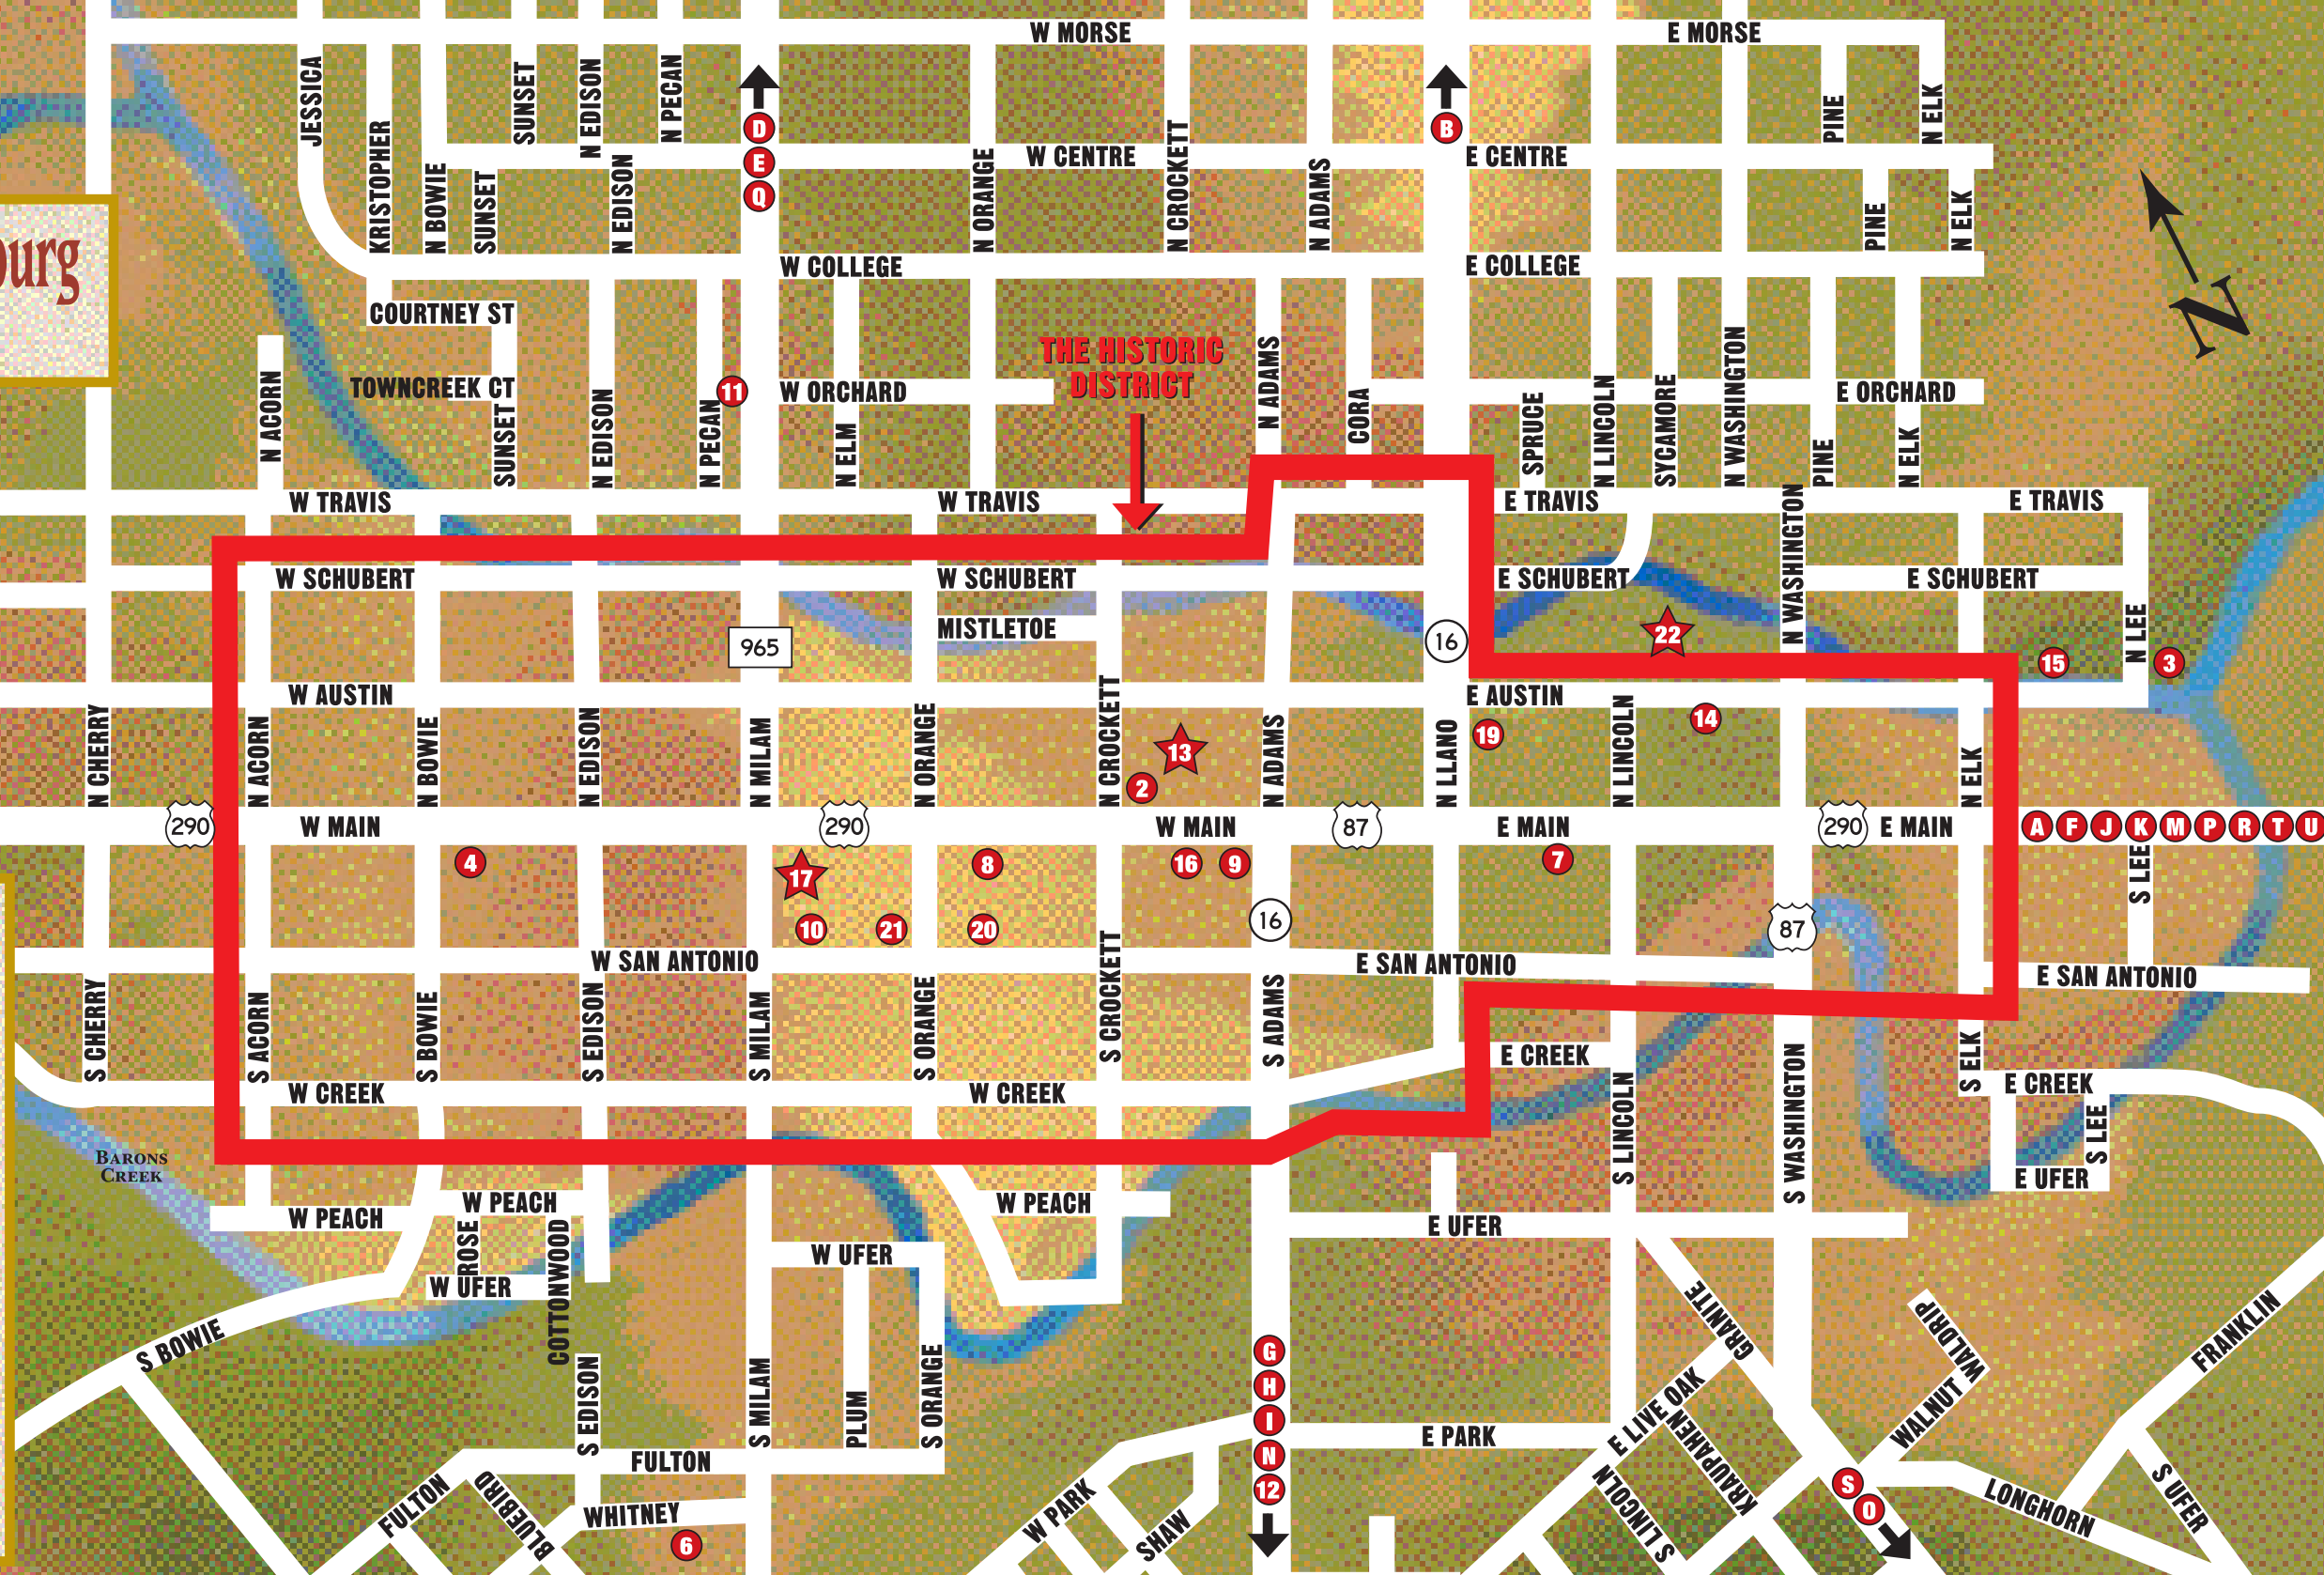 W MORSE
E MORSE
JESSICA
KRISTOPHER
N BOWIE
SUNSET
SUNSET
N EDISON
N EDISON
N PECAN
D
E
Q
N ORANGE
W CENTRE
N CROCKETT
N ADAMS
B
E CENTRE
PINE
N ELK
PINE
N ELK
N
burg
W COLLEGE
E COLLEGE
COURTNEY ST
TOWNCREEK CT
N ACORN
SUNSET
N EDISON
N PECAN
11
W ORCHARD
N ELM
THE HISTORIC
DISTRICT
N ADAMS
CORA
SPRUCE
N LINCOLN
SYCAMORE
N WASHINGTON
PINE
E ORCHARD
N ELK
W TRAVIS
W TRAVIS
E TRAVIS
E TRAVIS
W SCHUBERT
W SCHUBERT
E SCHUBERT
N WASHINGTON
E SCHUBERT
MISTLETOE
965
16
22
15
N LEE
3
W AUSTIN
E AUSTIN
N CHERRY
N ACORN
N BOWIE
N EDISON
N MILAM
N ORANGE
N CROCKETT
13
2
N ADAMS
N LLANO
19
N LINCOLN
14
N ELK
290
W MAIN
290
W MAIN
87
E MAIN
290
E MAIN
A F J K M P R T U
4
17
8
16
9
7
S LEE
10
21
20
16
87
W SAN ANTONIO
E SAN ANTONIO
E SAN ANTONIO
S CHERRY
S ACORN
S BOWIE
S EDISON
S MILAM
S ORANGE
S CROCKETT
S ADAMS
E CREEK
S ELK
W CREEK
W CREEK
E CREEK
S LINCOLN
S WASHINGTON
S LEE
BARONS
CREEK
W PEACH
W PEACH
W PEACH
E UFER
ROSE
COTTONWOOD
W UFER
W UFER
E UFER
S BOWIE
S EDISON
S MILAM
PLUM
S ORANGE
G
H
I
N
12
GRANITE
WALDRIP
WALNUT
FRANKLIN
E LIVE OAK
KRAUPAHEN
E PARK
FULTON
FULTON
BLUEBIRD
WHITNEY
6
W PARK
SHAW
S LINCOLN
S
O
LONGHORN
S UFER